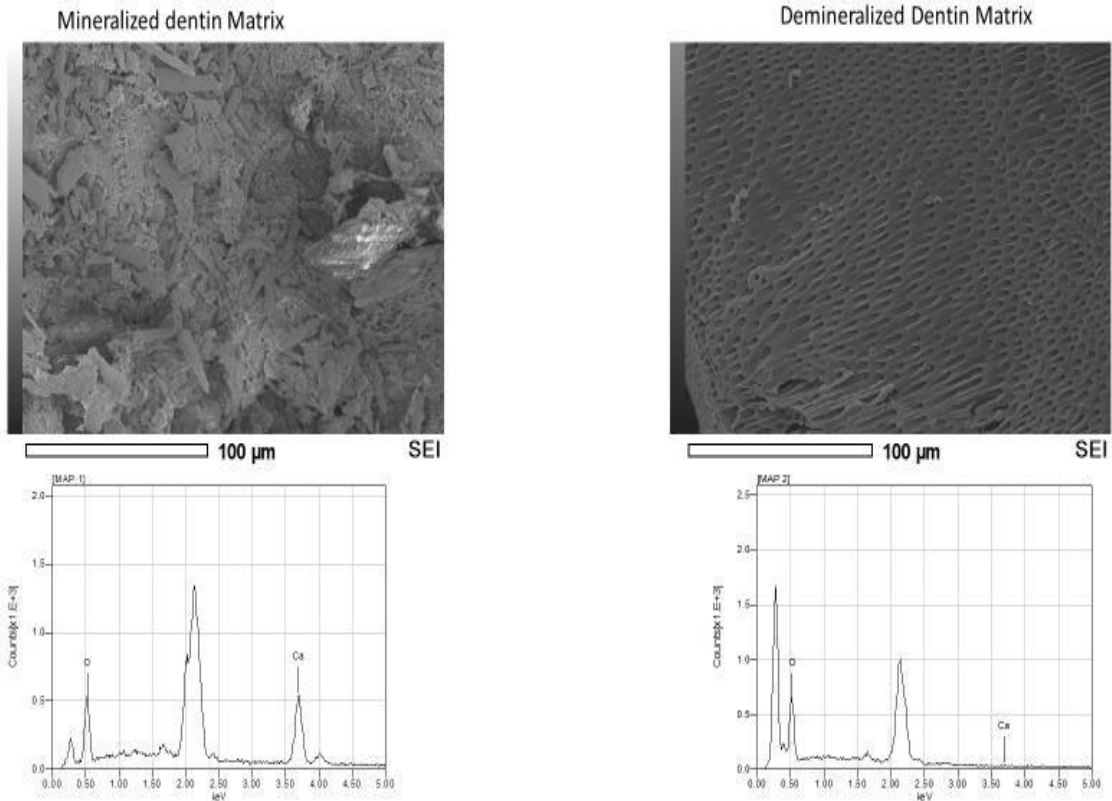 Mineralized dentin Matrix
Demineralized Dentin Matrix
100 µm SEI
100 µm SEI
[MAP 1]
2.0
1.5
1.0
0.5
0.0
Counts[x1.E+3]
O
Ca
0.00 0.50 1.00 1.50 2.00 2.50 3.00 3.50 4.00 4.50 5.00
keV
[MAP 2]
2.5
2.0
1.5
1.0
0.5
0.0
Counts[x1.E+3]
O
Ca
0.00 0.50 1.00 1.50 2.00 2.50 3.00 3.50 4.00 4.50 5.00
keV